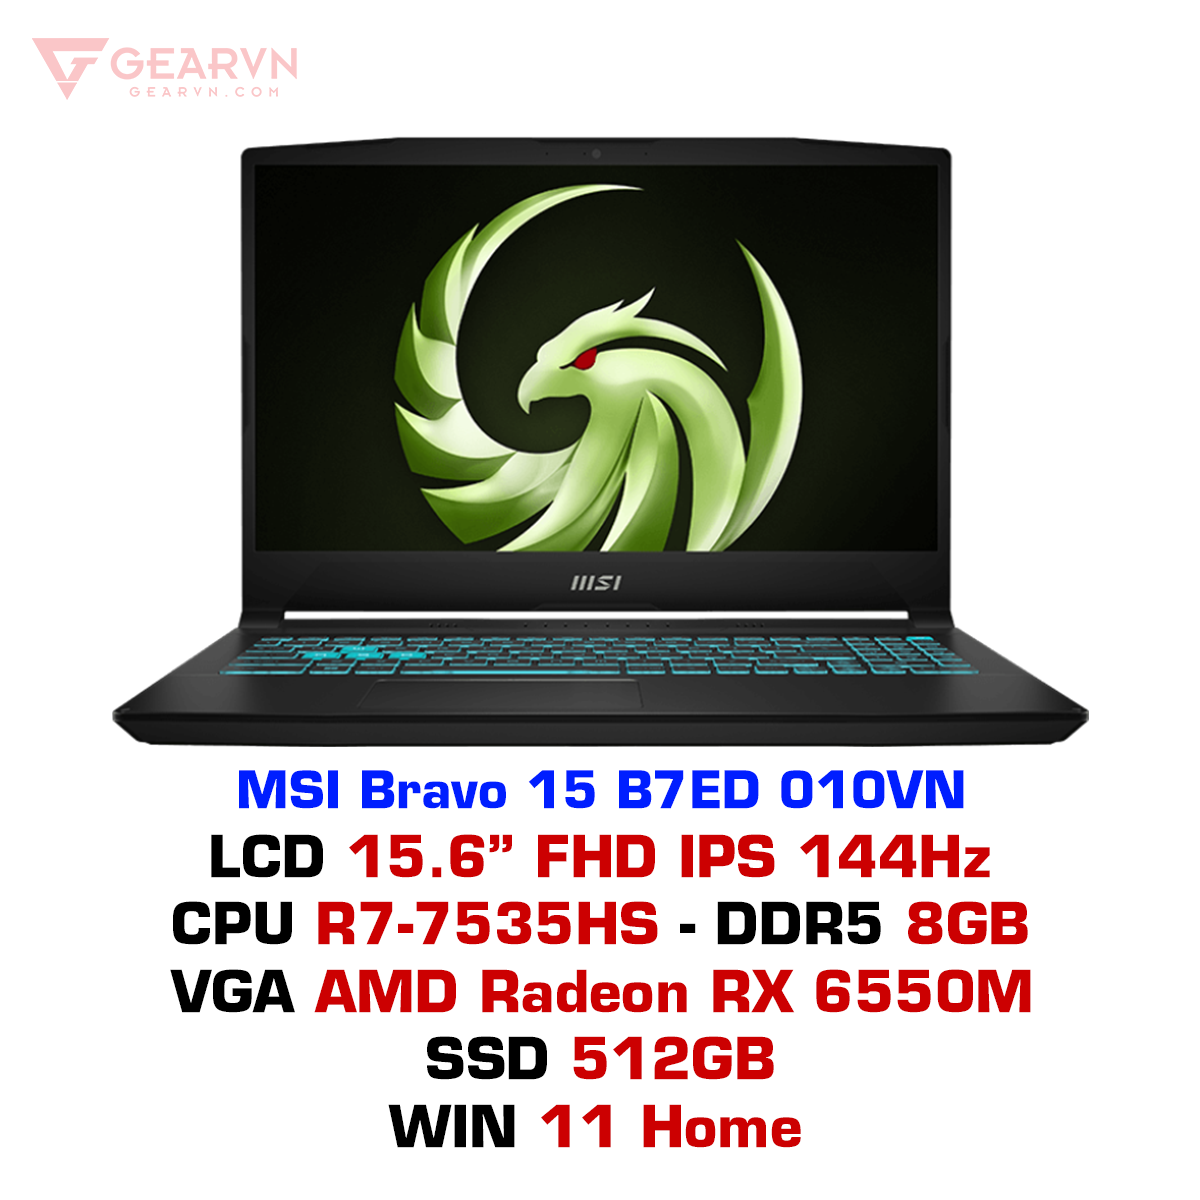 GEARVN
GEARVN.COM
msi
MSI Bravo 15 B7ED 010VN
LCD 15.6” FHD IPS 144Hz
CPU R7-7535HS - DDR5 8GB
VGA AMD Radeon RX 6550M
SSD 512GB
WIN 11 Home